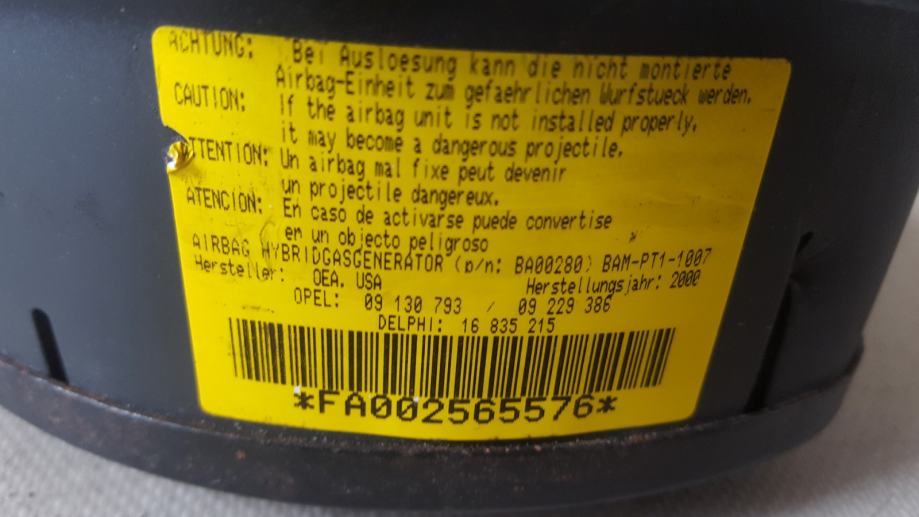 ACHTUNG: Bei Ausloesung kann die nicht montierte
Airbag-Einheit zum gefaehrlichen Wurfstueck werden.
CAUTION: If the airbag unit is not installed properly,
it may become a dangerous projectile.
ATTENTION: Un airbag mal fixe peut devenir
un projectile dangereux.
ATENCION: En caso de activarse puede convertise
en un objecto peligroso
AIRBAG HYBRIDGASGENERATOR (p/n: BA00280) BAM-PT1-1007
Hersteller: OEA. USA Herstellungsjahr: 2000
OPEL: 09 130 793 / 09 229 386
DELPHI: 16 835 215
*FA002565576*